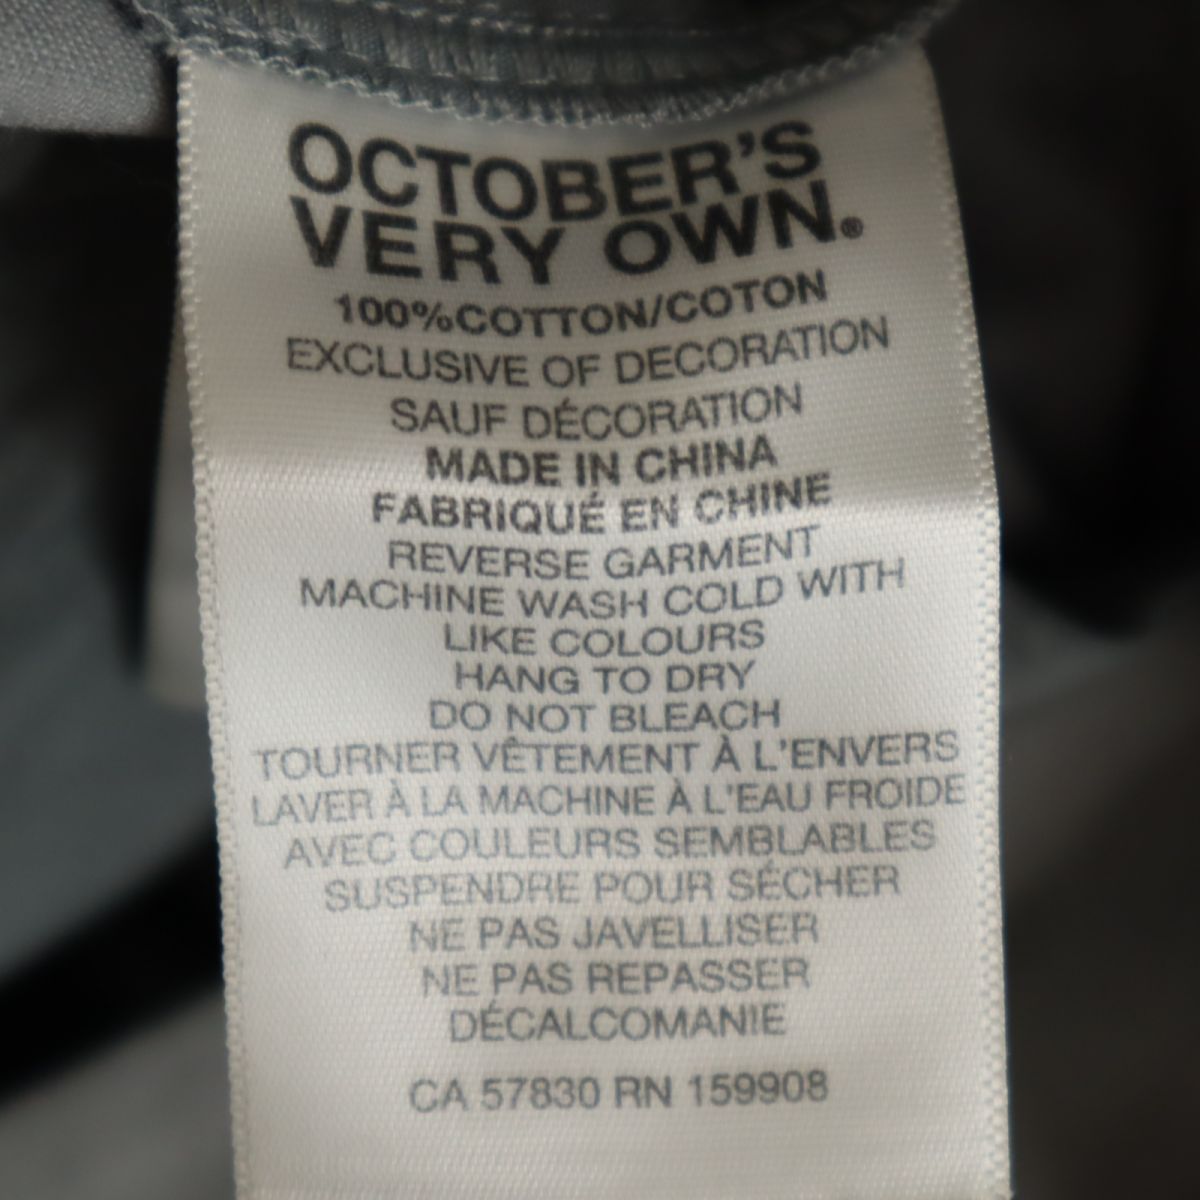 OCTOBER'S
VERY OWN®
100%COTTON/COTON
EXCLUSIVE OF DECORATION
SAUF DÉCORATION
MADE IN CHINA
FABRIQUÉ EN CHINE
REVERSE GARMENT
MACHINE WASH COLD WITH
LIKE COLOURS
HANG TO DRY
DO NOT BLEACH
TOURNER VÊTEMENT À L'ENVERS
LAVER À LA MACHINE À L'EAU FROIDE
AVEC COULEURS SEMBLABLES
SUSPENDRE POUR SÉCHER
NE PAS JAVELLISER
NE PAS REPASSER
DÉCALCOMANIE
CA 57830 RN 159908